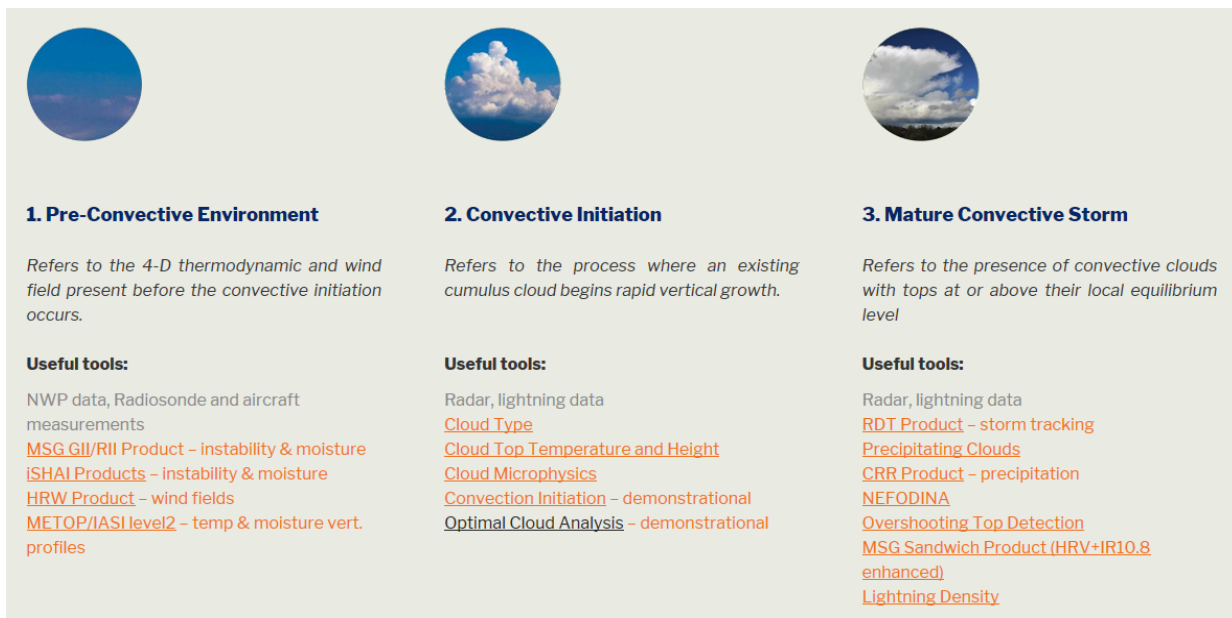 1. Pre-Convective Environment
Refers to the 4-D thermodynamic and wind
field present before the convective initiation
occurs.
Useful tools:
NWP data, Radiosonde and aircraft
measurements
MSG GII/RII Product – instability & moisture
iSHAI Products – instability & moisture
HRW Product – wind fields
METOP/IASI level2 – temp & moisture vert.
profiles
2. Convective Initiation
Refers to the process where an existing
cumulus cloud begins rapid vertical growth.
Useful tools:
Radar, lightning data
Cloud Type
Cloud Top Temperature and Height
Cloud Microphysics
Convection Initiation – demonstrational
Optimal Cloud Analysis – demonstrational
3. Mature Convective Storm
Refers to the presence of convective clouds
with tops at or above their local equilibrium
level
Useful tools:
Radar, lightning data
RDT Product – storm tracking
Precipitating Clouds
CRR Product – precipitation
NEFODINA
Overshooting Top Detection
MSG Sandwich Product (HRV+IR10.8
enhanced)
Lightning Density